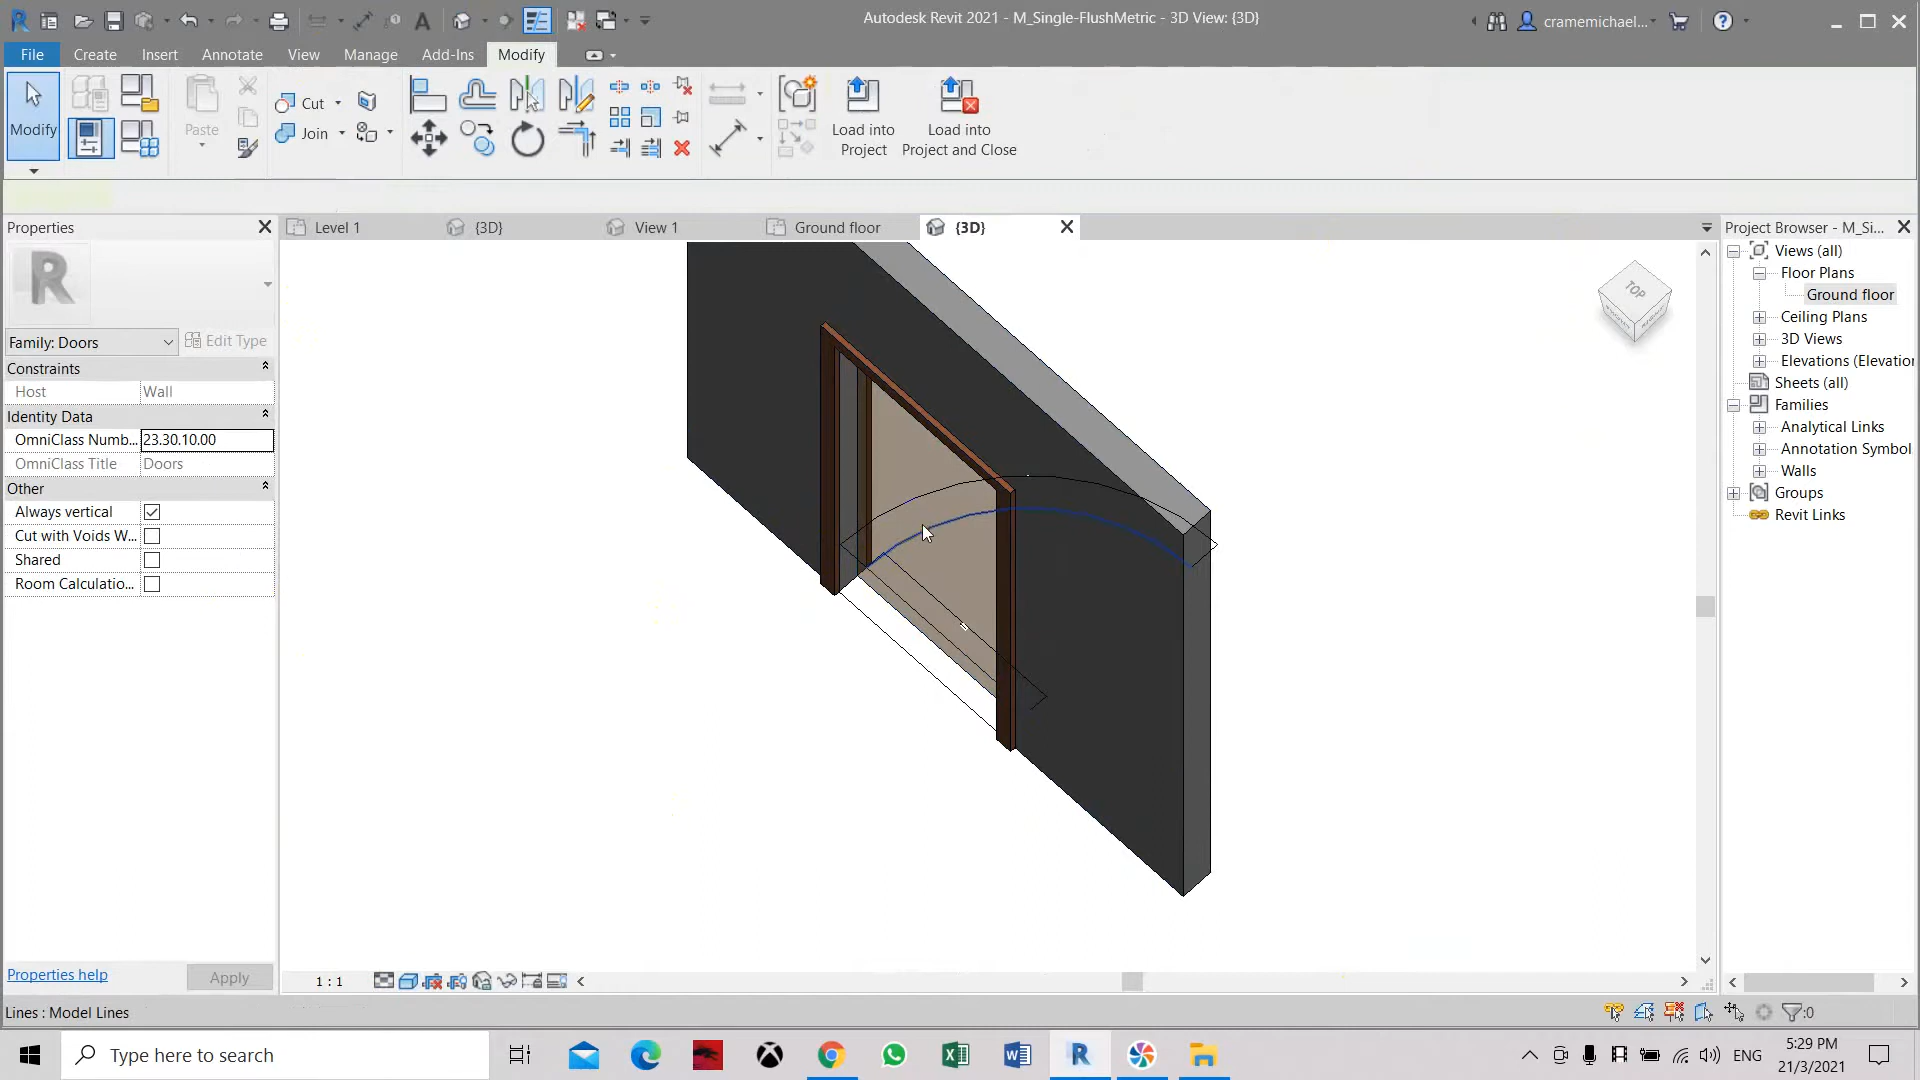 Autodesk Revit 2021 - M_Single-FlushMetric - 3D View: {3D}
cramemichael...
File
Create
Insert
Annotate
View
Manage
Add-Ins
Modify
Modify
Paste
Cut
Join
Load into
Project
Load into
Project and Close
Properties
Level 1
{3D}
View 1
Ground floor
{3D}
Project Browser - M_Si...
R
Family: Doors
Edit Type
Constraints
Host
Wall
Identity Data
OmniClass Numb...
23.30.10.00
OmniClass Title
Doors
Other
Always vertical
Cut with Voids W...
Shared
Room Calculatio...
TOP
Views (all)
Floor Plans
Ground floor
Ceiling Plans
3D Views
Elevations (Elevation
Sheets (all)
Families
Analytical Links
Annotation Symbol
Walls
Groups
Revit Links
Properties help
Apply
1 : 1
Lines : Model Lines
:0
Type here to search
ENG
5:29 PM
21/3/2021